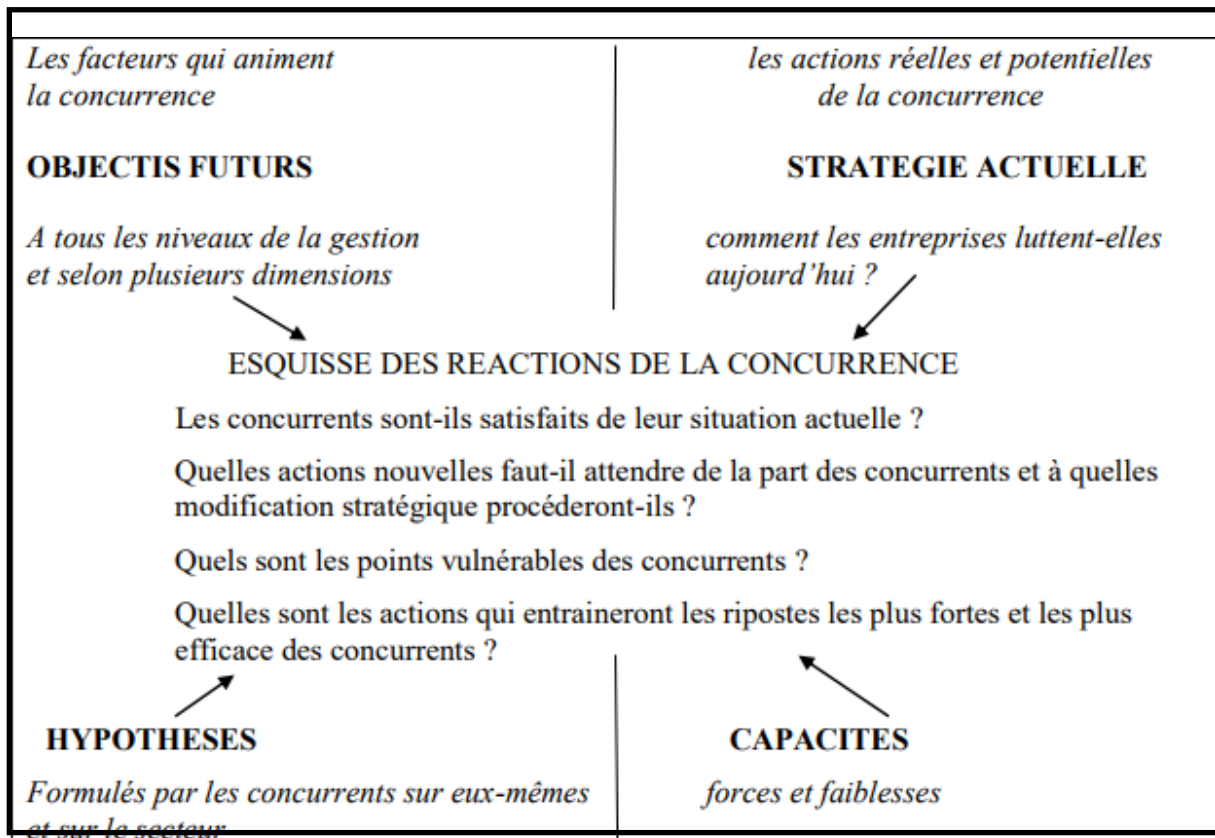 Les facteurs qui animent
la concurrence
les actions réelles et potentielles
de la concurrence
OBJECTIS FUTURS
STRATEGIE ACTUELLE
A tous les niveaux de la gestion
et selon plusieurs dimensions
comment les entreprises luttent-elles
aujourd'hui ?
ESQUISSE DES REACTIONS DE LA CONCURRENCE
Les concurrents sont-ils satisfaits de leur situation actuelle ?
Quelles actions nouvelles faut-il attendre de la part des concurrents et à quelles
modification stratégique procéderont-ils ?
Quels sont les points vulnérables des concurrents ?
Quelles sont les actions qui entraineront les ripostes les plus fortes et les plus
efficace des concurrents ?
HYPOTHESES
CAPACITES
Formulés par les concurrents sur eux-mêmes
et sur le secteur
forces et faiblesses